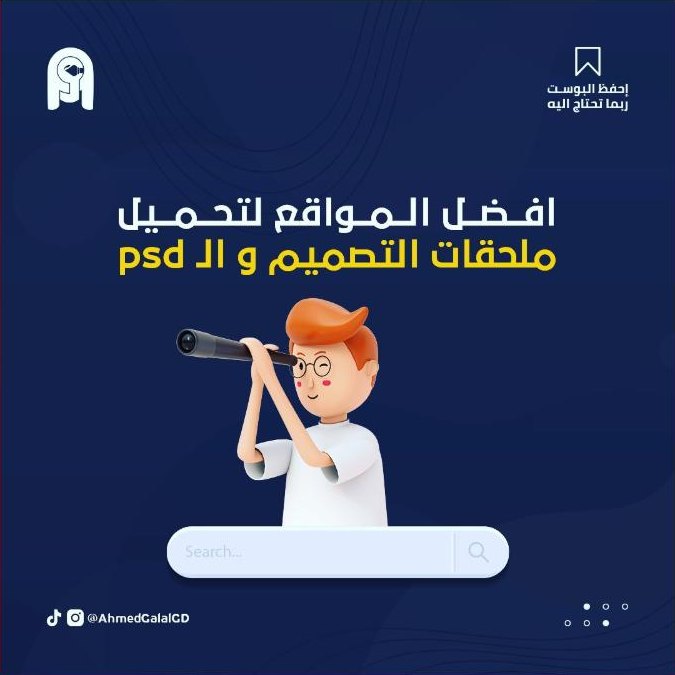 إحفظ البوست
ربما تحتاج اليه
افضل المواقع لتحميل
ملحقات التصميم و الـ psd
Search...
@AhmedGalalGD